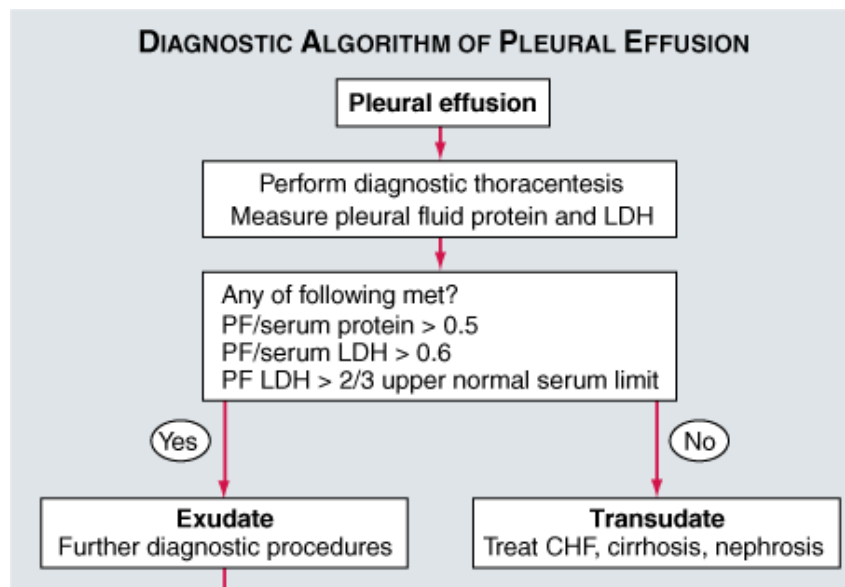 DIAGNOSTIC ALGORITHM OF PLEURAL EFFUSION
Pleural effusion
Perform diagnostic thoracentesis
Measure pleural fluid protein and LDH
Any of following met?
PF/serum protein > 0.5
PF/serum LDH > 0.6
PF LDH > 2/3 upper normal serum limit
Yes
No
Exudate
Further diagnostic procedures
Transudate
Treat CHF, cirrhosis, nephrosis